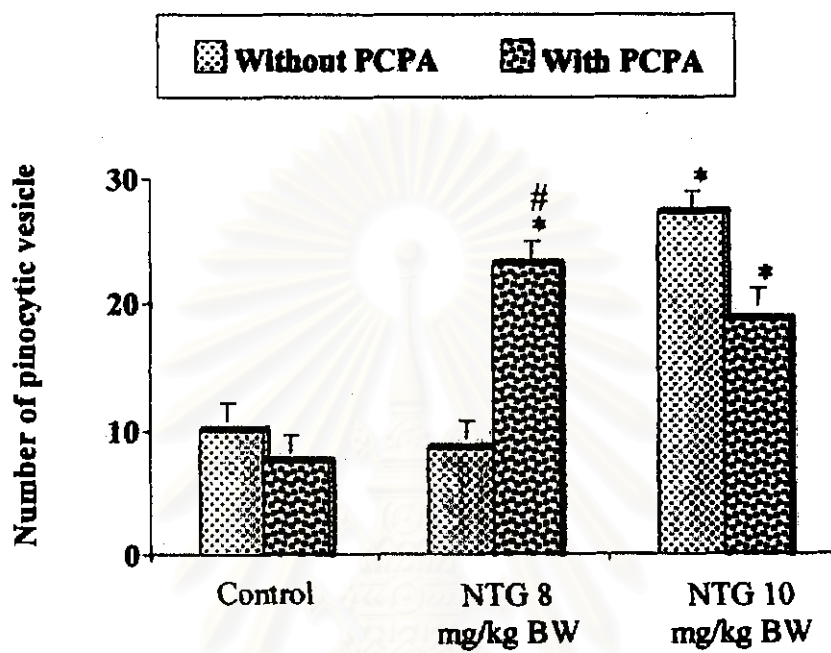 Without PCPA With PCPA
Number of pinocytic vesicle
30
20
10
0
#
*
*
*
Control
NTG 8
mg/kg BW
NTG 10
mg/kg BW